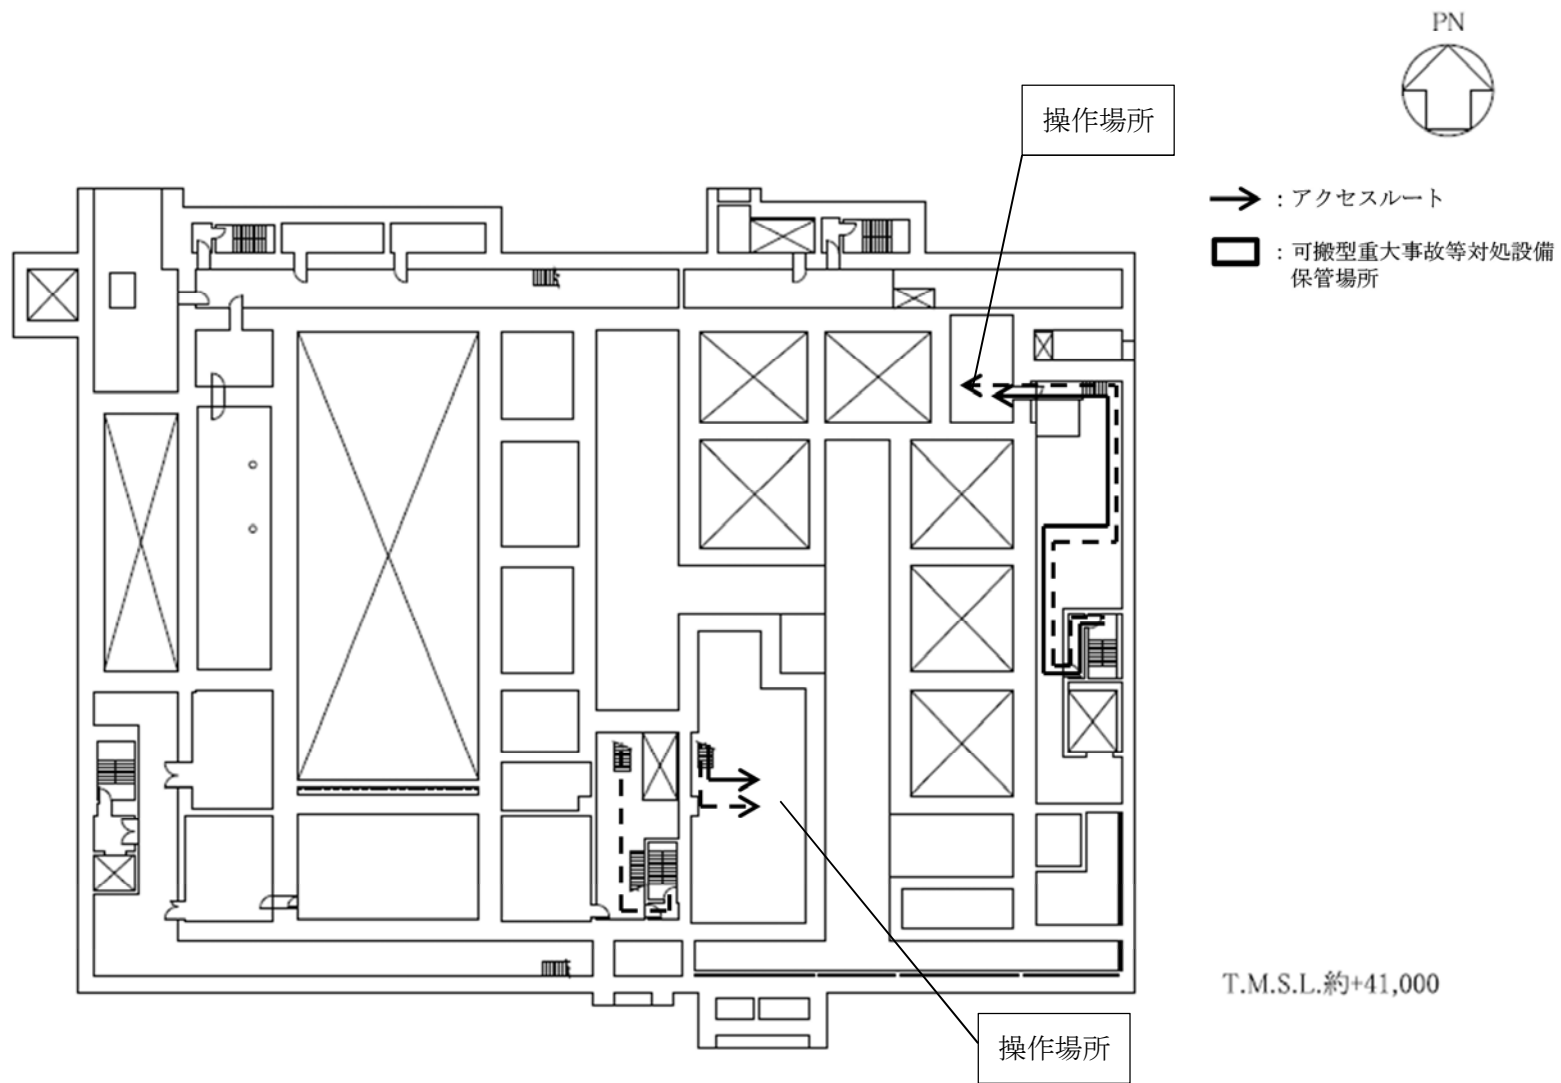 PN
操作場所
：アクセスルート
：可搬型重大事故等対処設備
保管場所
T.M.S.L.約+41,000
操作場所